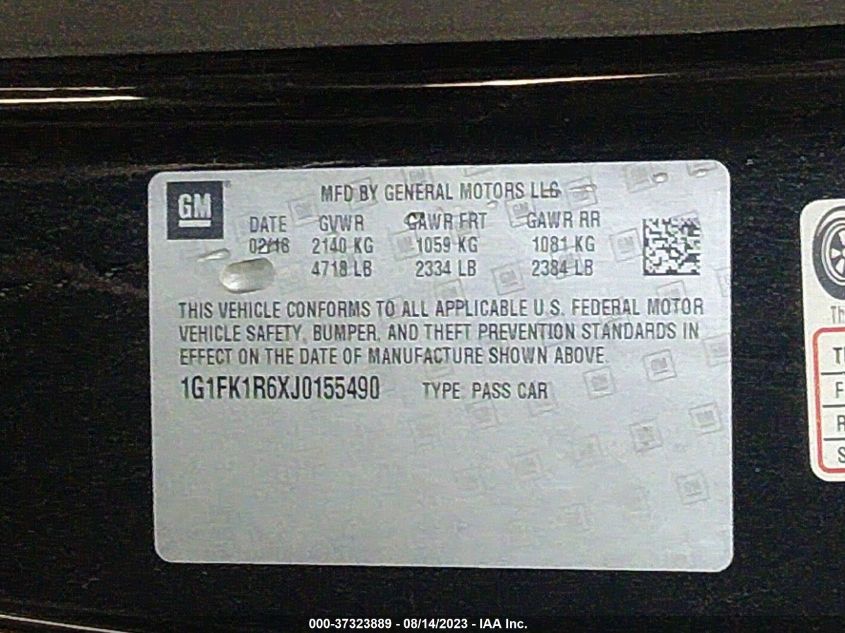 GM
MFD BY GENERAL MOTORS LLC
DATE GVWR GAWR FRT GAWR RR
02/18 2140 KG 1059 KG 1081 KG
4718 LB 2334 LB 2384 LB
THIS VEHICLE CONFORMS TO ALL APPLICABLE U.S. FEDERAL MOTOR
VEHICLE SAFETY, BUMPER, AND THEFT PREVENTION STANDARDS IN
EFFECT ON THE DATE OF MANUFACTURE SHOWN ABOVE.
1G1FK1R6XJ0155490 TYPE: PASS CAR
Th
T
F
R
S
000-37323889 - 08/14/2023 - IAA Inc.